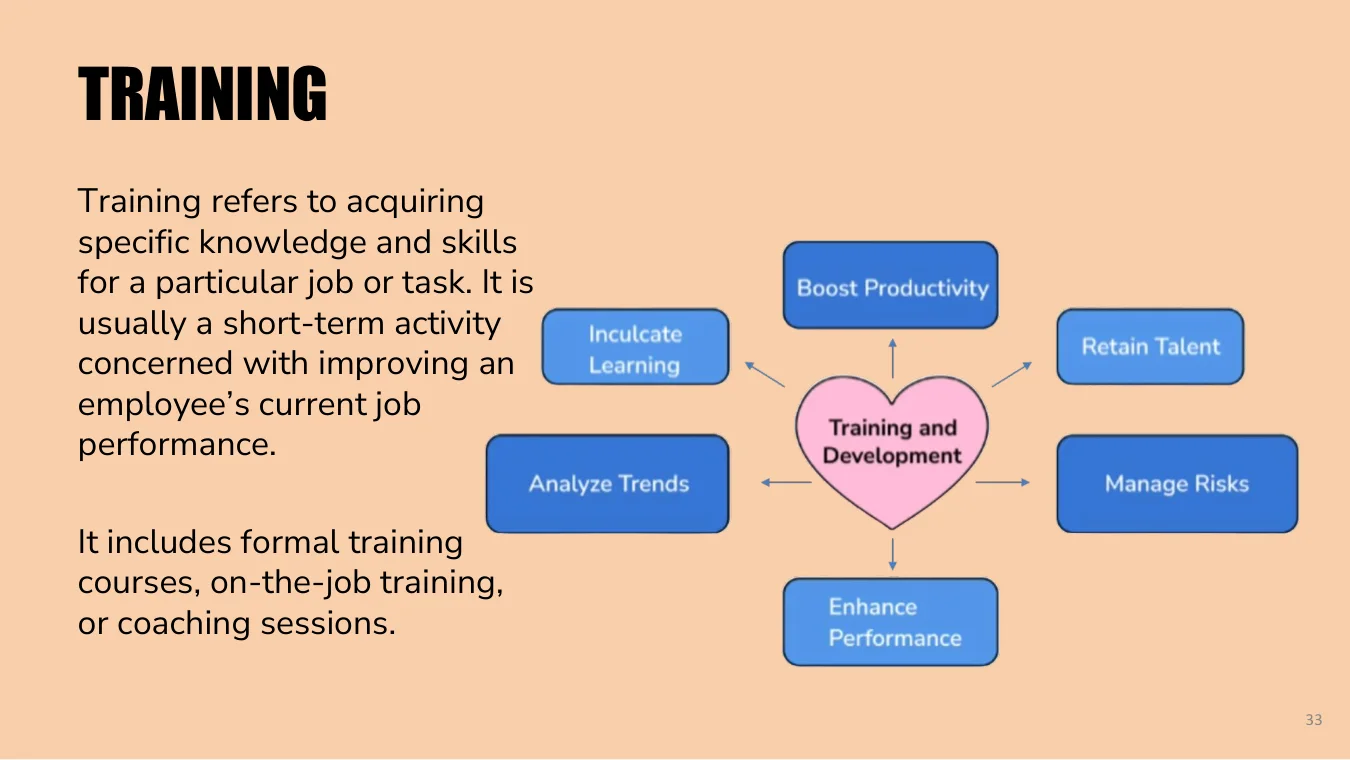 TRAINING
Training refers to acquiring
specific knowledge and skills
for a particular job or task. It is
usually a short-term activity
concerned with improving an
employee’s current job
performance.
It includes formal training
courses, on-the-job training,
or coaching sessions.
Boost Productivity
Inculcate
Learning
Retain Talent
Training and
Development
Analyze Trends
Manage Risks
Enhance
Performance
33